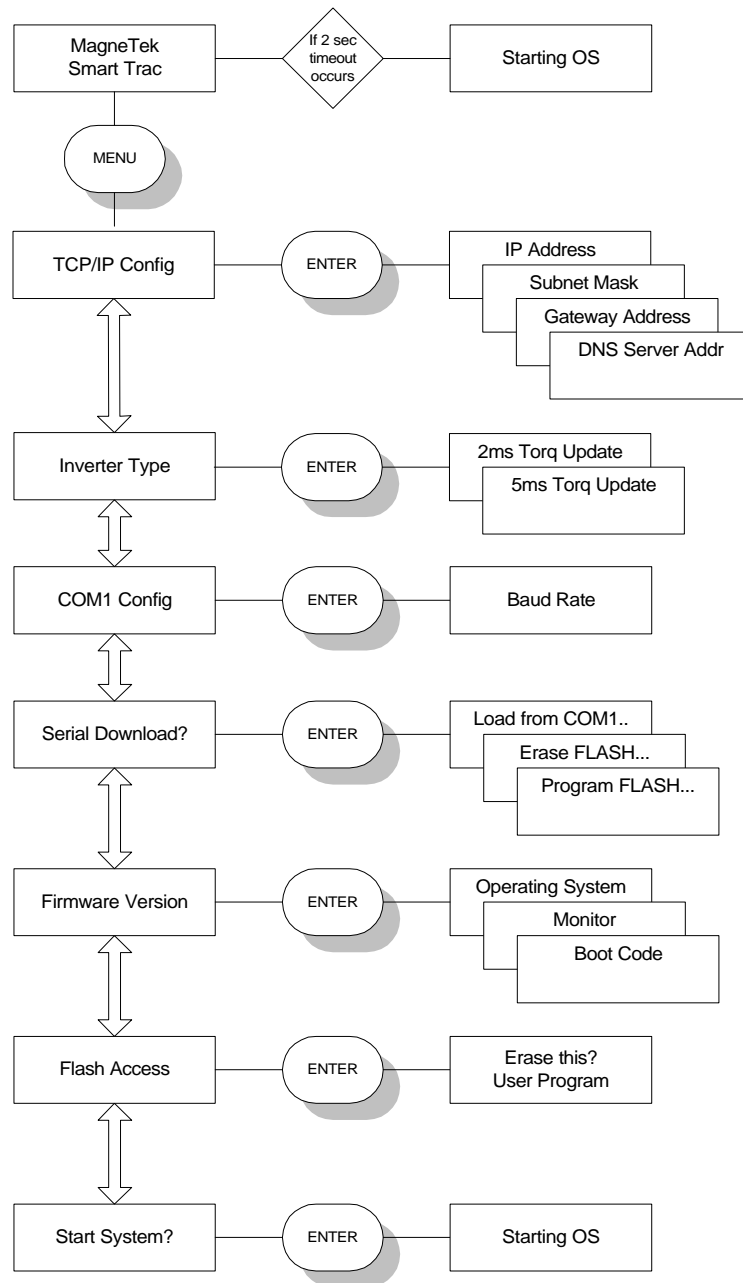 MagneTek
Smart Trac
If 2 sec
timeout
occurs
Starting OS
MENU
TCP/IP Config
ENTER
IP Address
Subnet Mask
Gateway Address
DNS Server Addr
Inverter Type
ENTER
2ms Torq Update
5ms Torq Update
COM1 Config
ENTER
Baud Rate
Serial Download?
ENTER
Load from COM1..
Erase FLASH...
Program FLASH...
Firmware Version
ENTER
Operating System
Monitor
Boot Code
Flash Access
ENTER
Erase this?
User Program
Start System?
ENTER
Starting OS